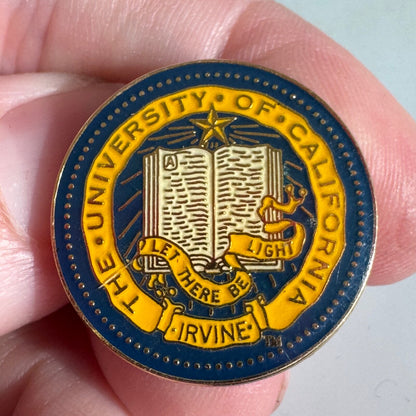 THE · UNIVERSITY · OF · CALIFORNIA
A
LET THERE BE LIGHT
· IRVINE ·
TM